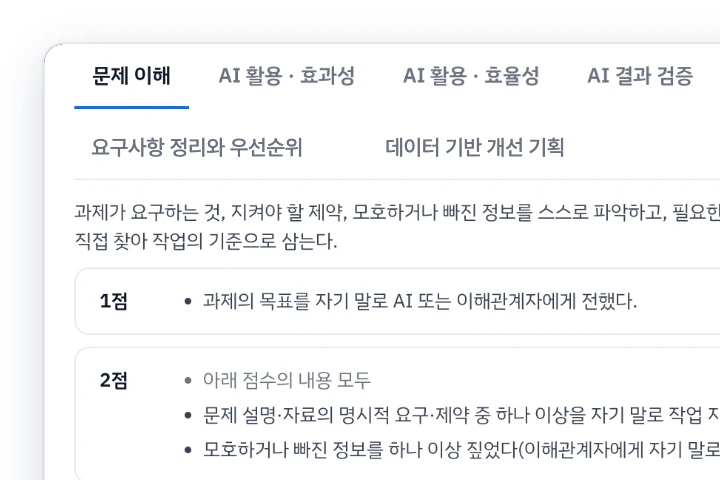 문제 이해 AI 활용 · 효과성 AI 활용 · 효율성 AI 결과 검증
요구사항 정리와 우선순위 데이터 기반 개선 기획
과제가 요구하는 것, 지켜야 할 제약, 모호하거나 빠진 정보를 스스로 파악하고, 필요한
직접 찾아 작업의 기준으로 삼는다.
1점 • 과제의 목표를 자기 말로 AI 또는 이해관계자에게 전했다.
2점 • 아래 점수의 내용 모두
• 문제 설명·자료의 명시적 요구·제약 중 하나 이상을 자기 말로 작업
• 모호하거나 빠진 정보를 하나 이상 짚었다(이해관계자에게 자기 말로